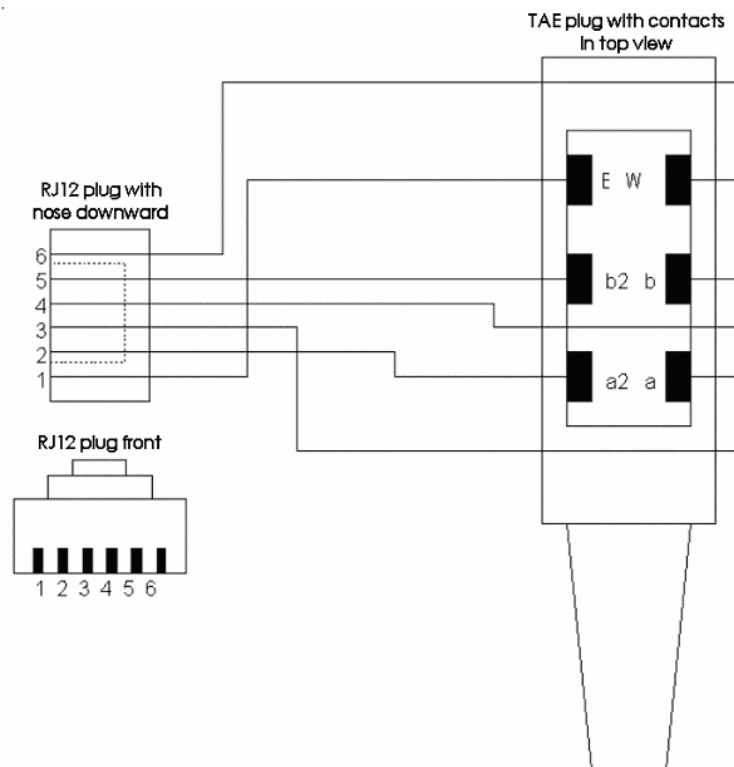 TAE plug with contacts
in top view
E W
RJ12 plug with
nose downward
6
5
b2 b
4
3
2
1
a2 a
RJ12 plug front
1 2 3 4 5 6